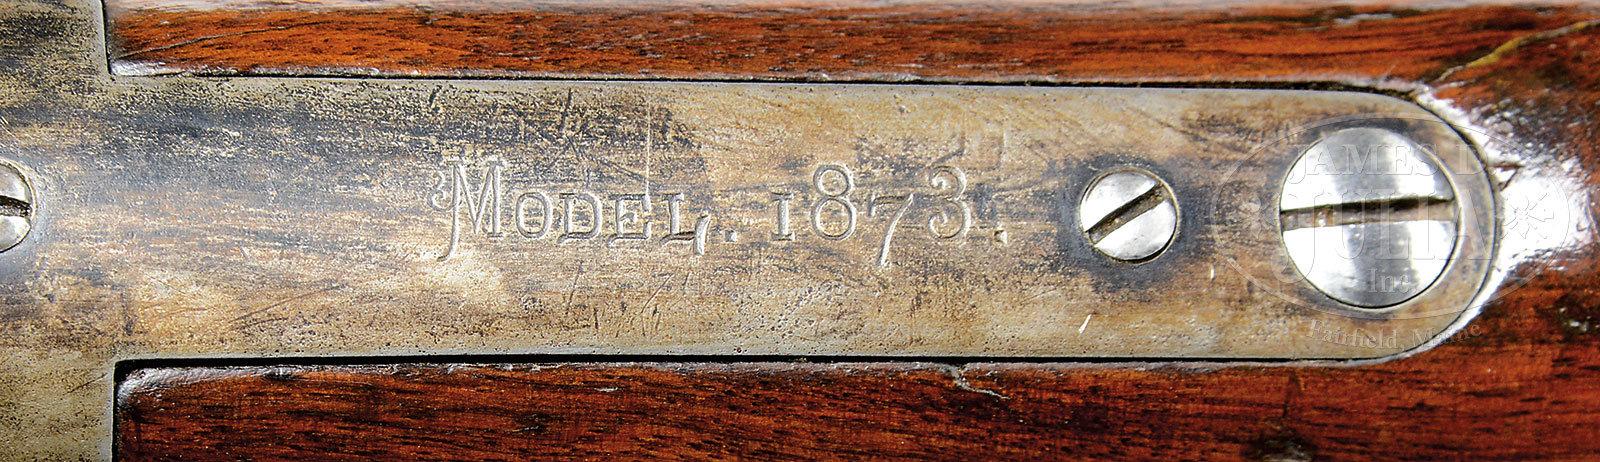 Model. 1873.
JAMES D.
JULIA
Inc.
Fairfield, Maine